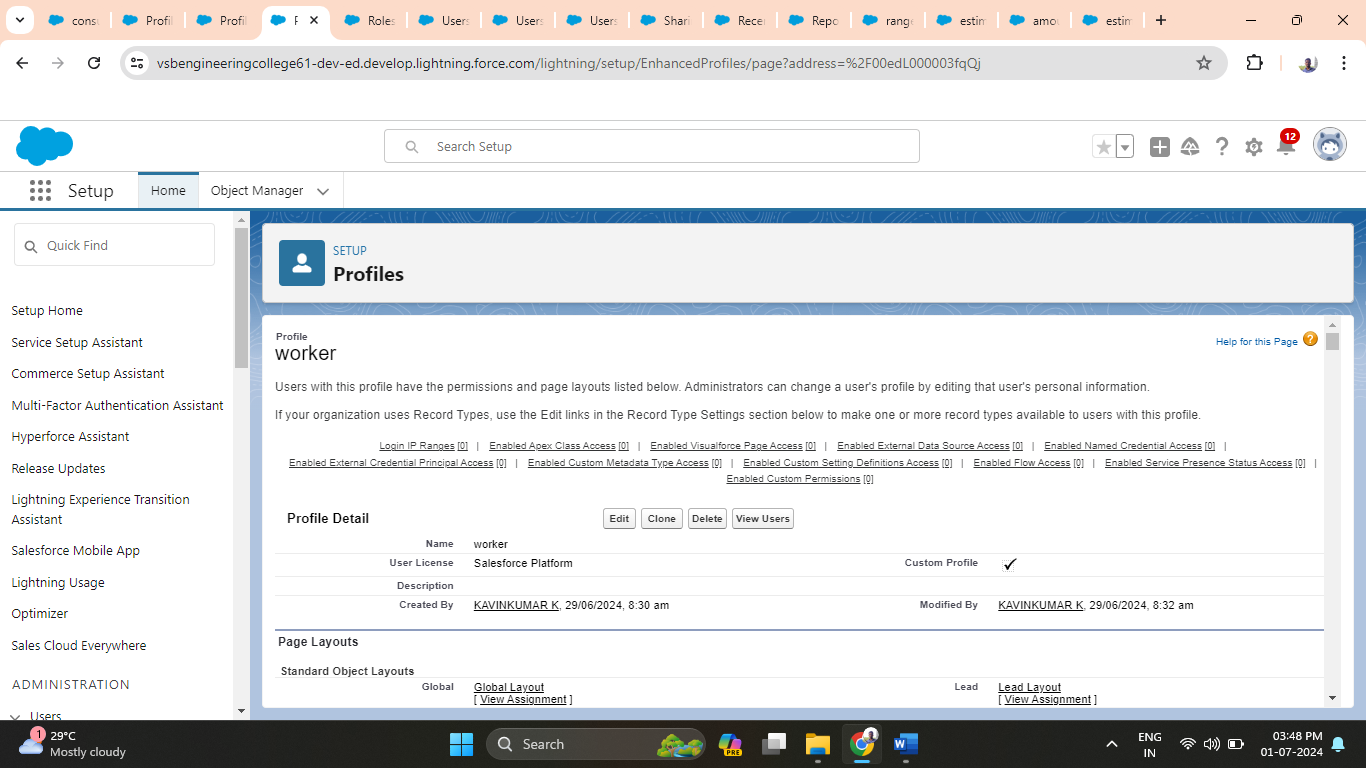 consu
Profil
Profil
F
Roles
Users
Users
Users
Shari
Rece
Repo
range
estim
amou
estim
vsbengineeringcollege61-dev-ed.develop.lightning.force.com/lightning/setup/EnhancedProfiles/page?address=%2F00edL000003fqQj
Search Setup
12
Setup
Home
Object Manager
Quick Find
Setup Home
Service Setup Assistant
Commerce Setup Assistant
Multi-Factor Authentication Assistant
Hyperforce Assistant
Release Updates
Lightning Experience Transition
Assistant
Salesforce Mobile App
Lightning Usage
Optimizer
Sales Cloud Everywhere
ADMINISTRATION
Users
SETUP
Profiles
Profile
worker
Help for this Page
Users with this profile have the permissions and page layouts listed below. Administrators can change a user's profile by editing that user's personal information.
If your organization uses Record Types, use the Edit links in the Record Type Settings section below to make one or more record types available to users with this profile.
Login IP Ranges [0] | Enabled Apex Class Access [0] | Enabled Visualforce Page Access [0] | Enabled External Data Source Access [0] | Enabled Named Credential Access [0] |
Enabled External Credential Principal Access [0] | Enabled Custom Metadata Type Access [0] | Enabled Custom Setting Definitions Access [0] | Enabled Flow Access [0] | Enabled Service Presence Status Access [0] |
Enabled Custom Permissions [0]
Profile Detail
Edit
Clone
Delete
View Users
Name worker
User License Salesforce Platform Custom Profile ✓
Description
Created By KAVINKUMAR K, 29/06/2024, 8:30 am Modified By KAVINKUMAR K, 29/06/2024, 8:32 am
Page Layouts
Standard Object Layouts
Global Global Layout Lead Lead Layout
[ View Assignment ] [ View Assignment ]
1
29°C
Mostly cloudy
Search
PRE
ENG
IN
03:48 PM
01-07-2024